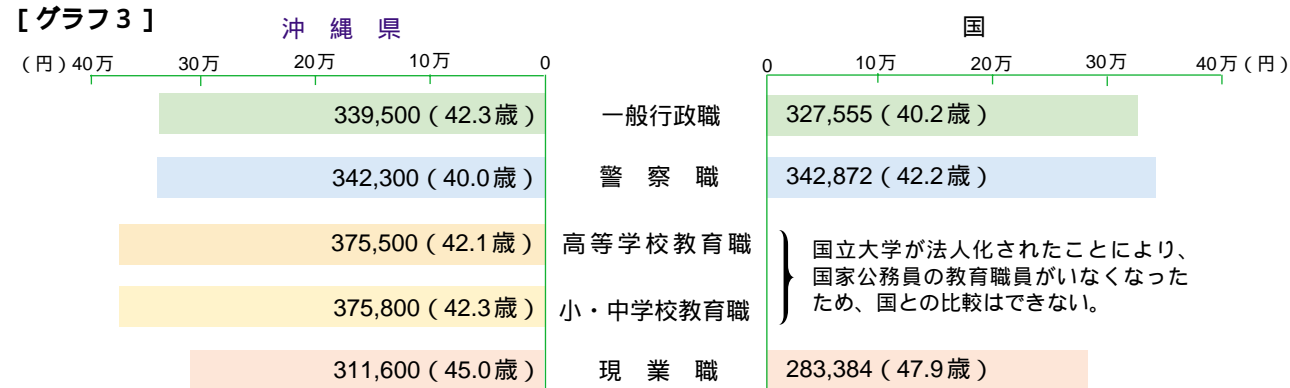 [ グラフ3 ]
沖 縄 県
国
(円) 40万 30万 20万 10万 0
0 10万 20万 30万 40万 (円)
339,500 ( 42.3歳 ) 一般行政職 327,555 ( 40.2歳 )
342,300 ( 40.0歳 ) 警 察 職 342,872 ( 42.2歳 )
375,500 ( 42.1歳 ) 高等学校教育職
375,800 ( 42.3歳 ) 小・中学校教育職
国立大学が法人化されたことにより、
国家公務員の教育職員がいなくなった
ため、国との比較はできない。
311,600 ( 45.0歳 ) 現 業 職 283,384 ( 47.9歳 )